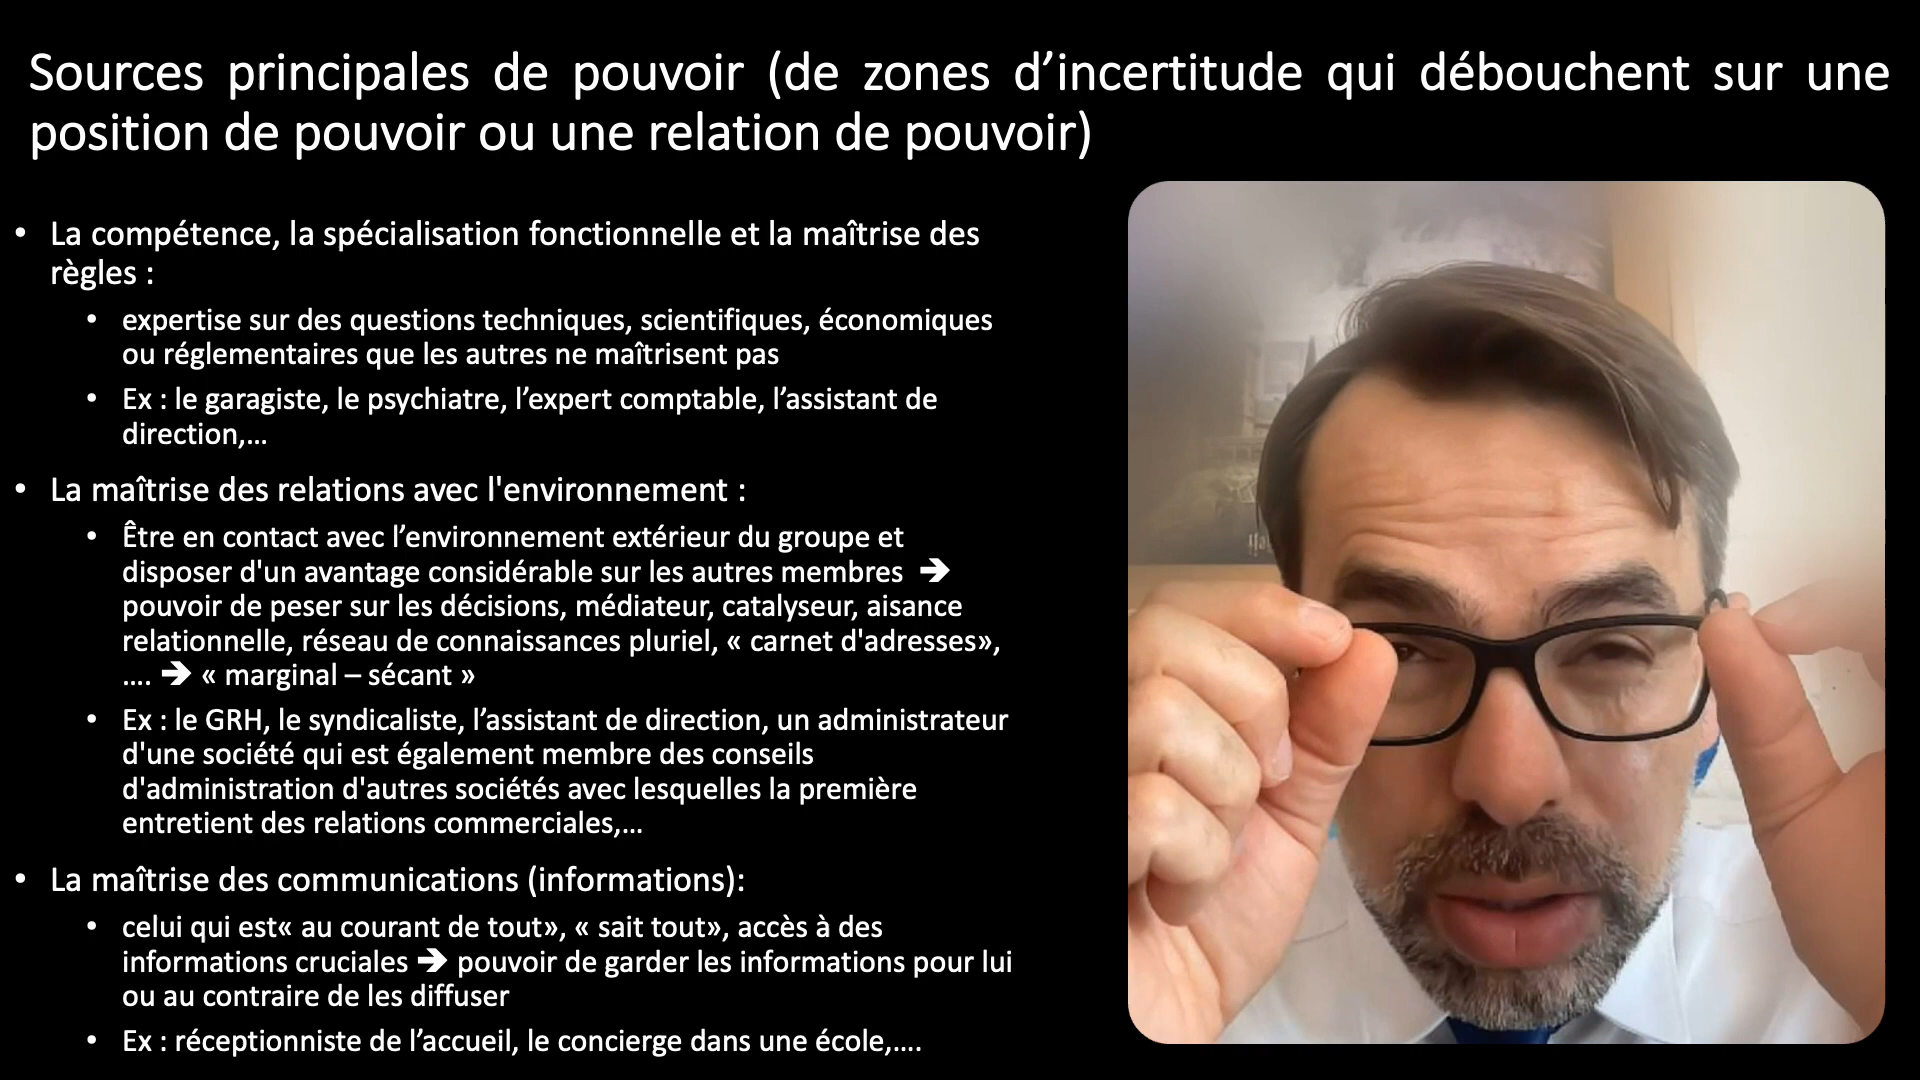 Sources principales de pouvoir (de zones d’incertitude qui débouchent sur une
position de pouvoir ou une relation de pouvoir)
• La compétence, la spécialisation fonctionnelle et la maîtrise des
règles :
• expertise sur des questions techniques, scientifiques, économiques
ou réglementaires que les autres ne maîtrisent pas
• Ex : le garagiste, le psychiatre, l’expert comptable, l’assistant de
direction,…
• La maîtrise des relations avec l'environnement :
• Être en contact avec l’environnement extérieur du groupe et
disposer d'un avantage considérable sur les autres membres ➔
pouvoir de peser sur les décisions, médiateur, catalyseur, aisance
relationnelle, réseau de connaissances pluriel, « carnet d'adresses»,
…. ➔ « marginal – sécant »
• Ex : le GRH, le syndicaliste, l’assistant de direction, un administrateur
d'une société qui est également membre des conseils
d'administration d'autres sociétés avec lesquelles la première
entretient des relations commerciales,…
• La maîtrise des communications (informations):
• celui qui est« au courant de tout», « sait tout», accès à des
informations cruciales ➔ pouvoir de garder les informations pour lui
ou au contraire de les diffuser
• Ex : réceptionniste de l’accueil, le concierge dans une école,….